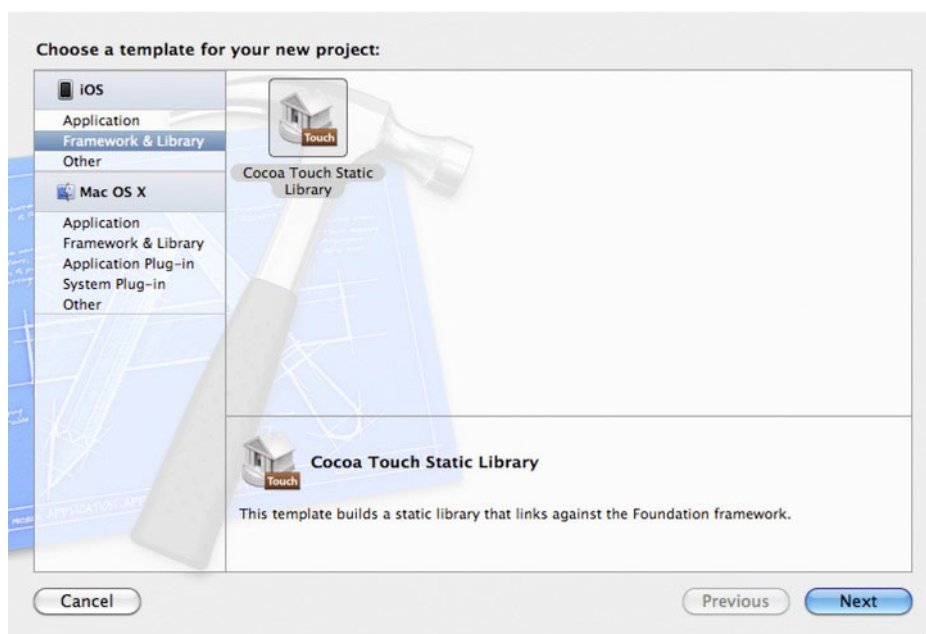 Choose a template for your new project:
iOS
Application
Framework & Library
Other
Mac OS X
Application
Framework & Library
Application Plug-in
System Plug-in
Other
Touch
Cocoa Touch Static
Library
Touch
Cocoa Touch Static Library
This template builds a static library that links against the Foundation framework.
Cancel
Previous
Next